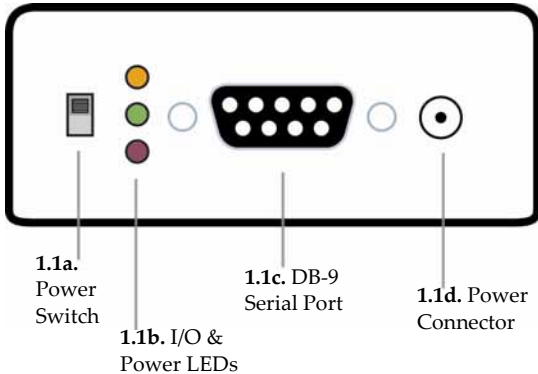 1.1a.
Power
Switch
1.1b. I/O &
Power LEDs
1.1c. DB-9
Serial Port
1.1d. Power
Connector